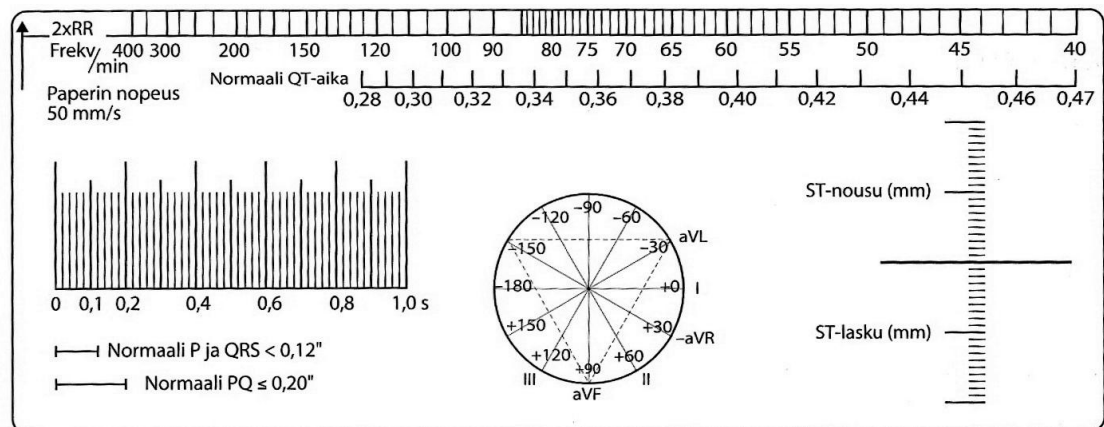 2xRR
Frekv/min 400 300 200 150 120 100 90 80 75 70 65 60 55 50 45 40
Normaali QT-aika
0,28 0,30 0,32 0,34 0,36 0,38 0,40 0,42 0,44 0,46 0,47
Paperin nopeus
50 mm/s
0 0,1 0,2 0,4 0,6 0,8 1,0 s
Normaali P ja QRS < 0,12"
Normaali PQ ≤ 0,20"
–90
–120 –60
–150 –30 aVL
–180 +0 I
+150 +30 –aVR
+120 +60
+90
III II
aVF
ST-nousu (mm)
ST-lasku (mm)